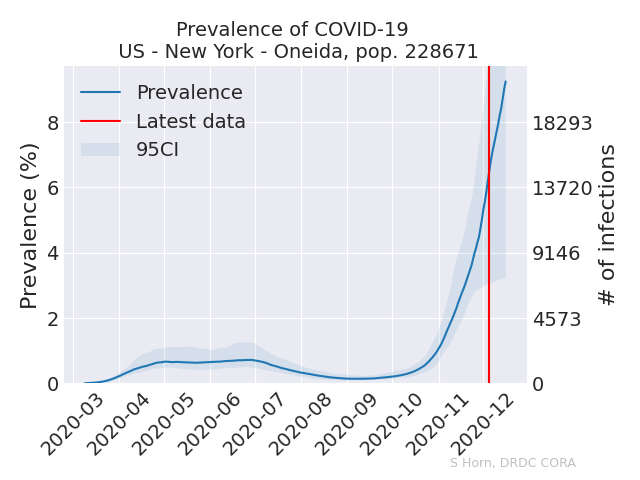 Prevalence of COVID-19
US - New York - Oneida, pop. 228671
Prevalence
Latest data
95CI
Prevalence (%)
8
6
4
2
0
18293
13720
9146
4573
0
# of infections
2020-03
2020-04
2020-05
2020-06
2020-07
2020-08
2020-09
2020-10
2020-11
2020-12
S Horn, DRDC CORA